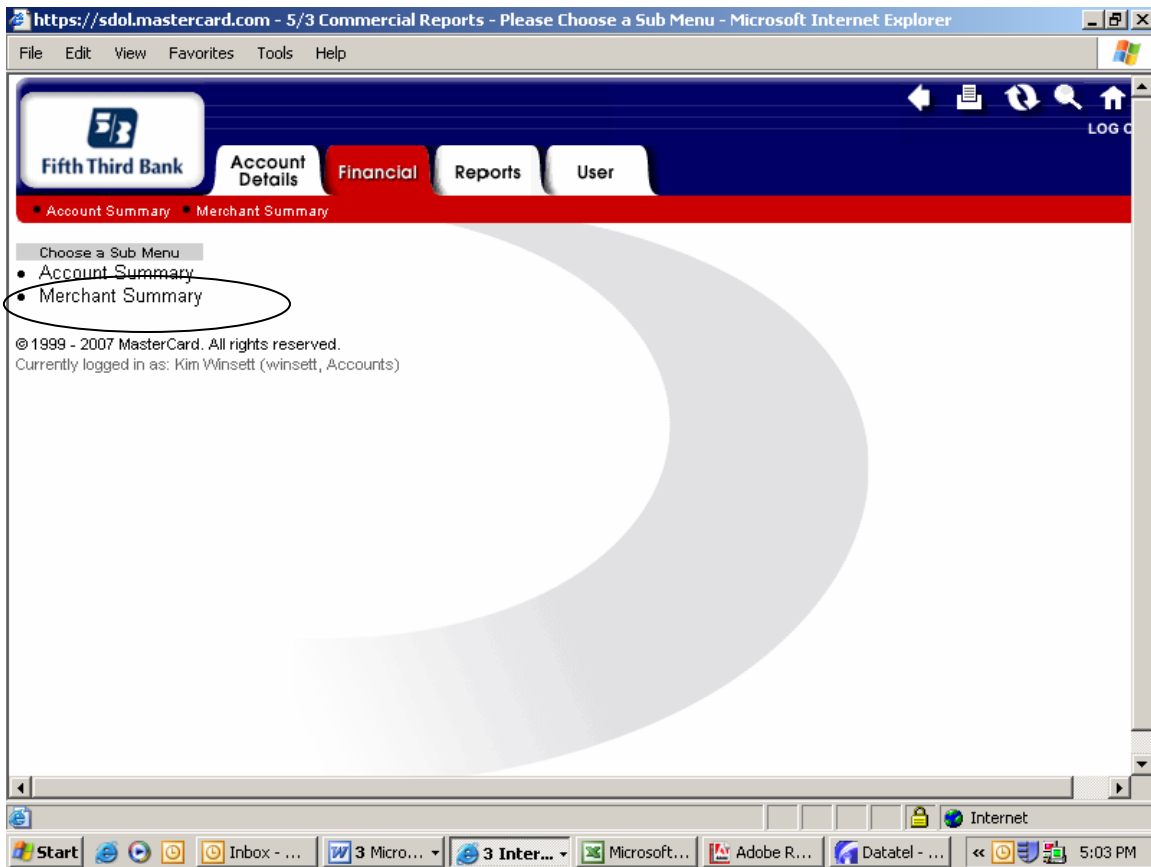 https://sdol.mastercard.com - 5/3 Commercial Reports - Please Choose a Sub Menu - Microsoft Internet Explorer
File Edit View Favorites Tools Help
LOG
5/3
Fifth Third Bank
Account Details
Financial
Reports
User
• Account Summary • Merchant Summary
Choose a Sub Menu
• Account Summary
• Merchant Summary
© 1999 - 2007 MasterCard. All rights reserved.
Currently logged in as: Kim Winsett (winsett, Accounts)
Internet
Start Inbox - ... 3 Micro... 3 Inter... Microsoft... Adobe R... Datatel - ... « 5:03 PM